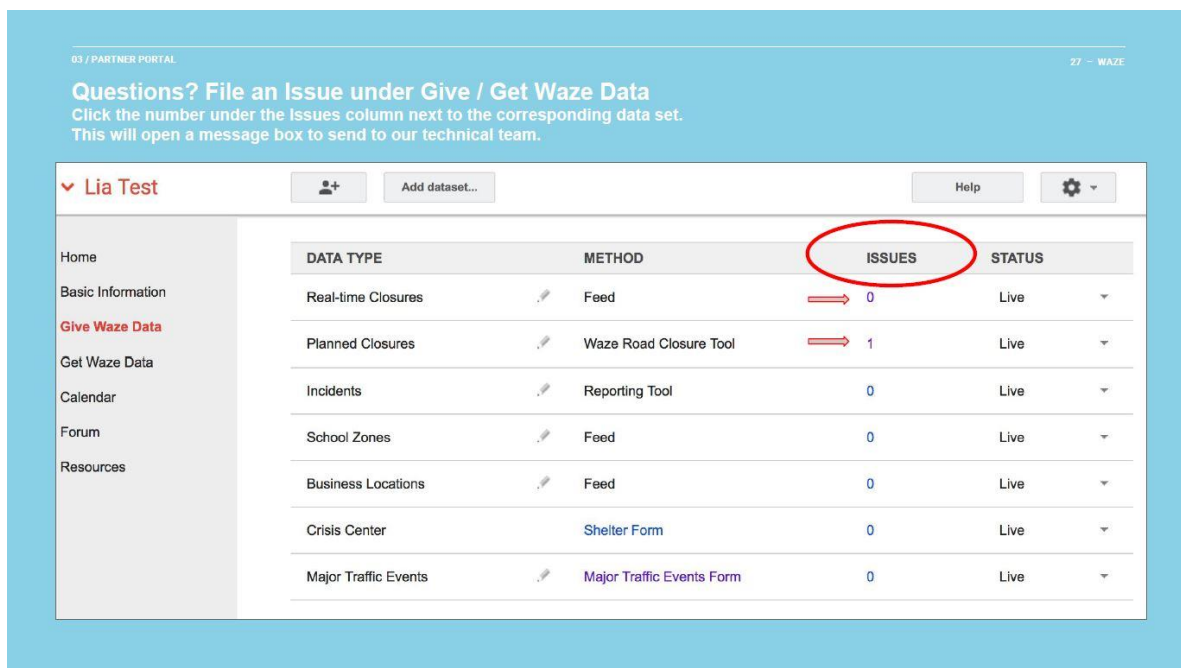 03 / PARTNER PORTAL
27 — WAZE
Questions? File an Issue under Give / Get Waze Data
Click the number under the Issues column next to the corresponding data set.
This will open a message box to send to our technical team.
Lia Test
Add dataset...
Help
Home
Basic Information
Give Waze Data
Get Waze Data
Calendar
Forum
Resources
DATA TYPE METHOD ISSUES STATUS
Real-time Closures Feed 0 Live
Planned Closures Waze Road Closure Tool 1 Live
Incidents Reporting Tool 0 Live
School Zones Feed 0 Live
Business Locations Feed 0 Live
Crisis Center Shelter Form 0 Live
Major Traffic Events Major Traffic Events Form 0 Live